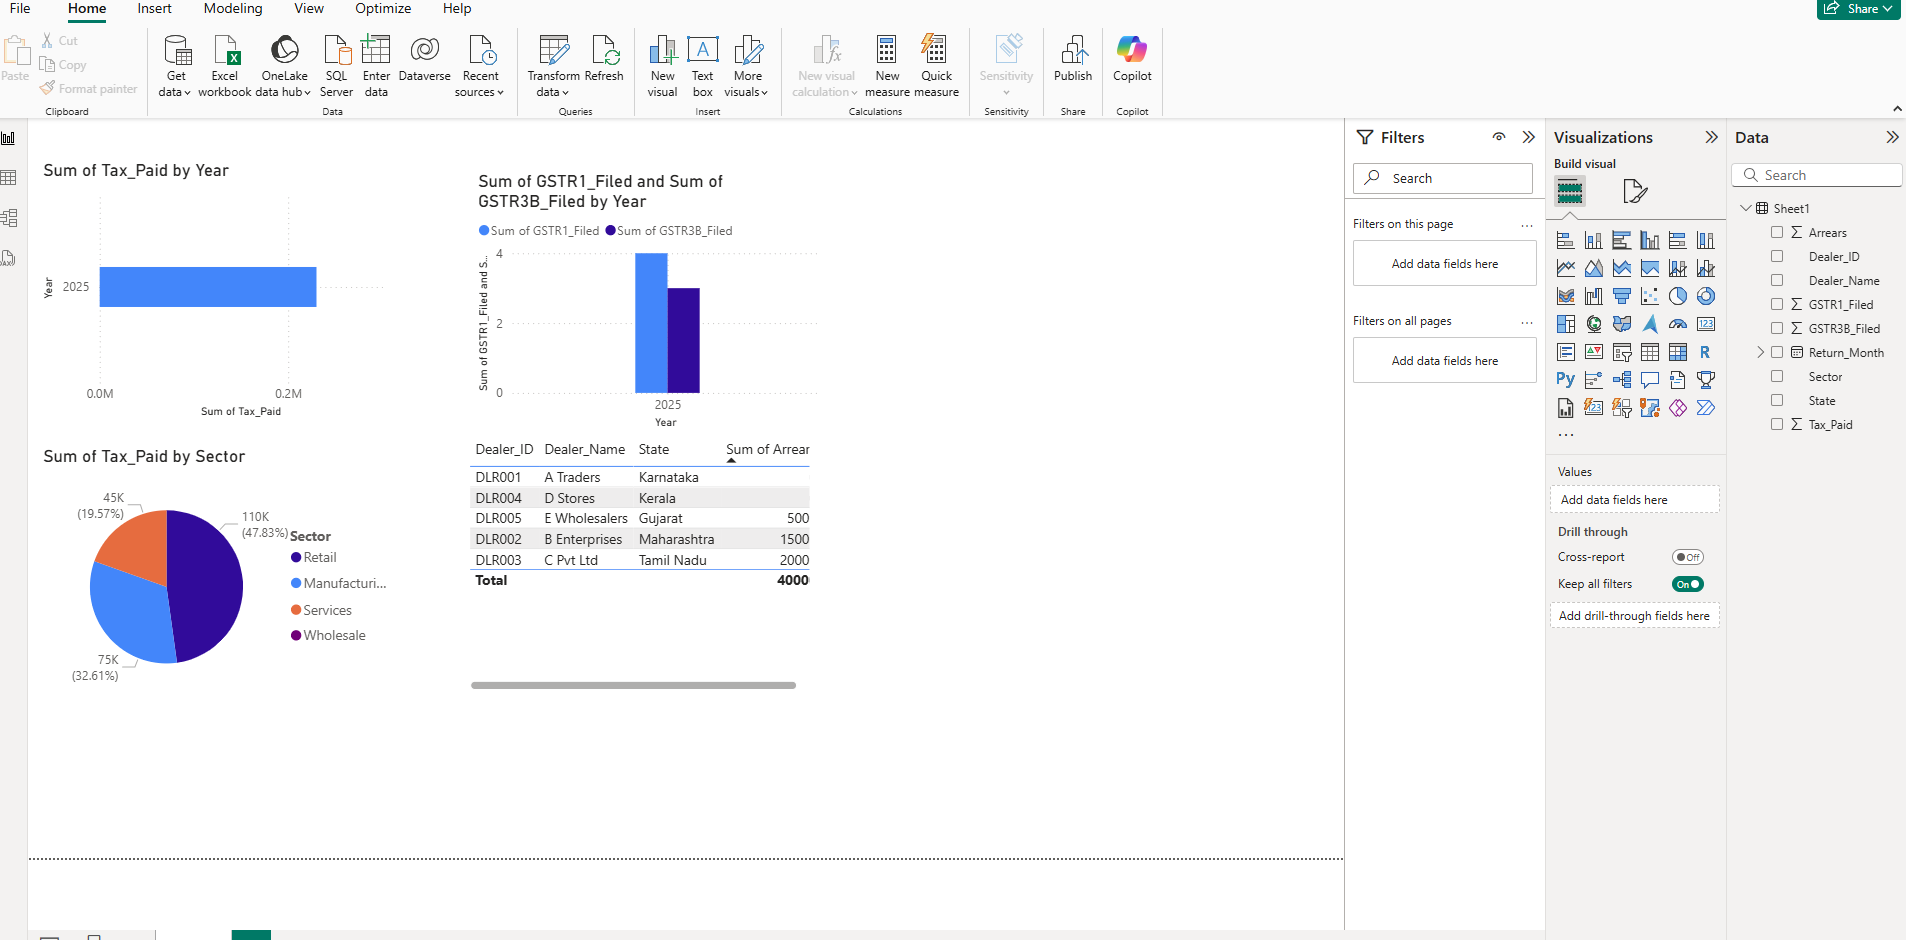 File Home Insert Modeling View Optimize Help
Share
Paste
Cut
Copy
Format painter
Clipboard
Get data
Excel workbook
OneLake data hub
SQL Server
Enter data
Dataverse
Recent sources
Data
Transform data
Refresh
Queries
New visual
Text box
More visuals
Insert
New visual calculation
New measure
Quick measure
Calculations
Sensitivity
Sensitivity
Publish
Share
Copilot
Copilot
Sum of Tax_Paid by Year
Year
2025
0.0M 0.2M
Sum of Tax_Paid
Sum of GSTR1_Filed and Sum of
GSTR3B_Filed by Year
Sum of GSTR1_Filed Sum of GSTR3B_Filed
Sum of GSTR1_Filed and S...
4
2
0
2025
Year
Sum of Tax_Paid by Sector
45K
(19.57%)
110K
(47.83%)
75K
(32.61%)
Sector
Retail
Manufacturi...
Services
Wholesale
Dealer_ID Dealer_Name State Sum of Arrear
DLR001 A Traders Karnataka
DLR004 D Stores Kerala
DLR005 E Wholesalers Gujarat 500
DLR002 B Enterprises Maharashtra 1500
DLR003 C Pvt Ltd Tamil Nadu 2000
Total 4000
Filters
Search
Filters on this page ...
Add data fields here
Filters on all pages ...
Add data fields here
Visualizations
Build visual
123
R
Py
...
Values
Add data fields here
Drill through
Cross-report Off
Keep all filters On
Add drill-through fields here
Data
Search
Sheet1
Arrears
Dealer_ID
Dealer_Name
GSTR1_Filed
GSTR3B_Filed
Return_Month
Sector
State
Tax_Paid